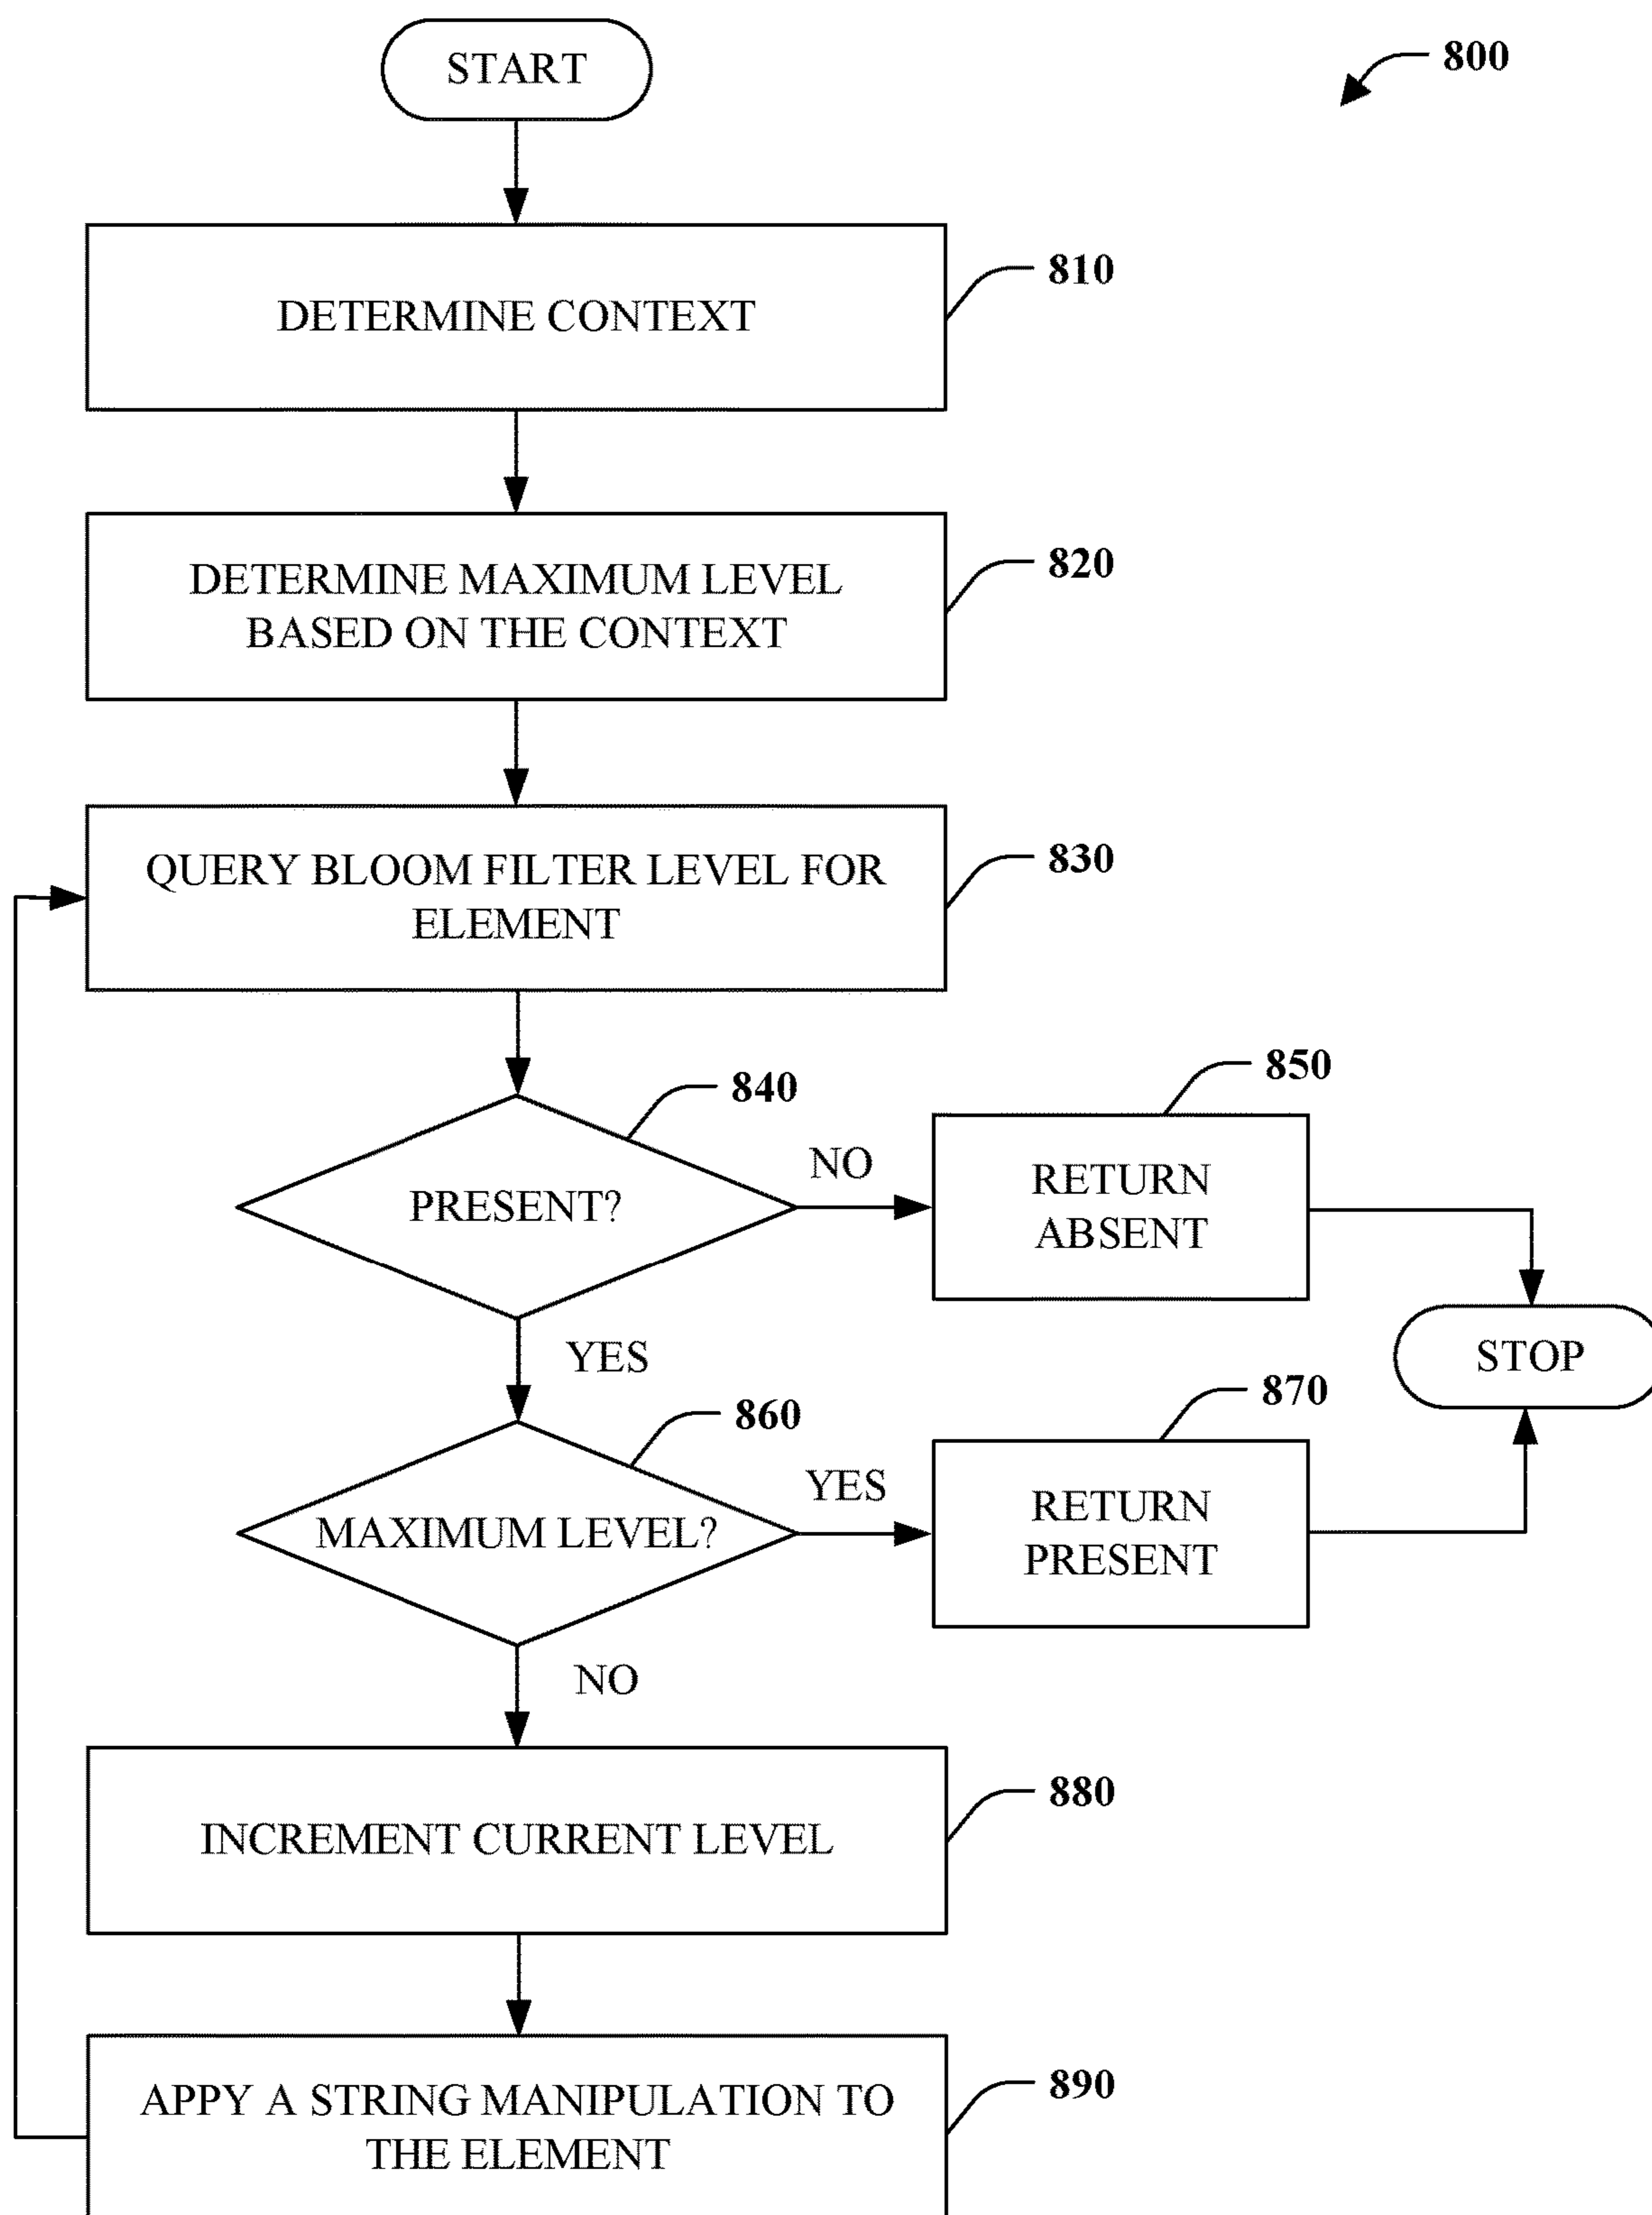 START
800
DETERMINE CONTEXT
810
DETERMINE MAXIMUM LEVEL
BASED ON THE CONTEXT
820
QUERY BLOOM FILTER LEVEL FOR
ELEMENT
830
PRESENT?
840
NO
RETURN
ABSENT
850
YES
STOP
MAXIMUM LEVEL?
860
YES
RETURN
PRESENT
870
NO
INCREMENT CURRENT LEVEL
880
APPY A STRING MANIPULATION TO
THE ELEMENT
890